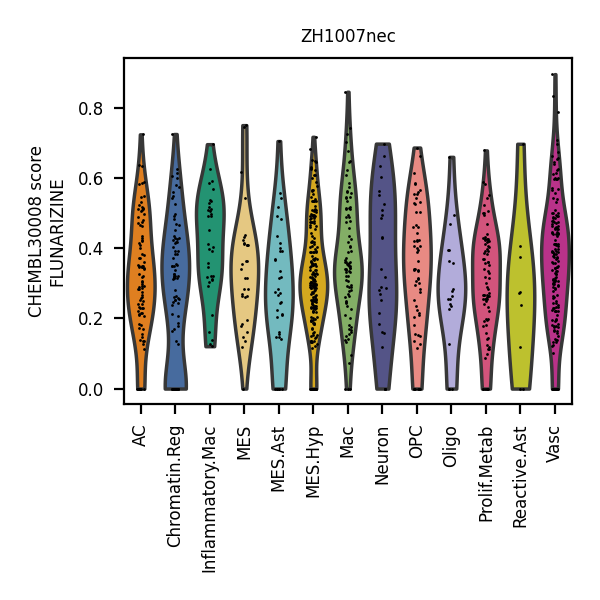 ZH1007nec
CHEMBL30008 score
FLUNARIZINE
0.8
0.6
0.4
0.2
0.0
AC
Chromatin.Reg
Inflammatory.Mac
MES
MES.Ast
MES.Hyp
Mac
Neuron
OPC
Oligo
Prolif.Metab
Reactive.Ast
Vasc